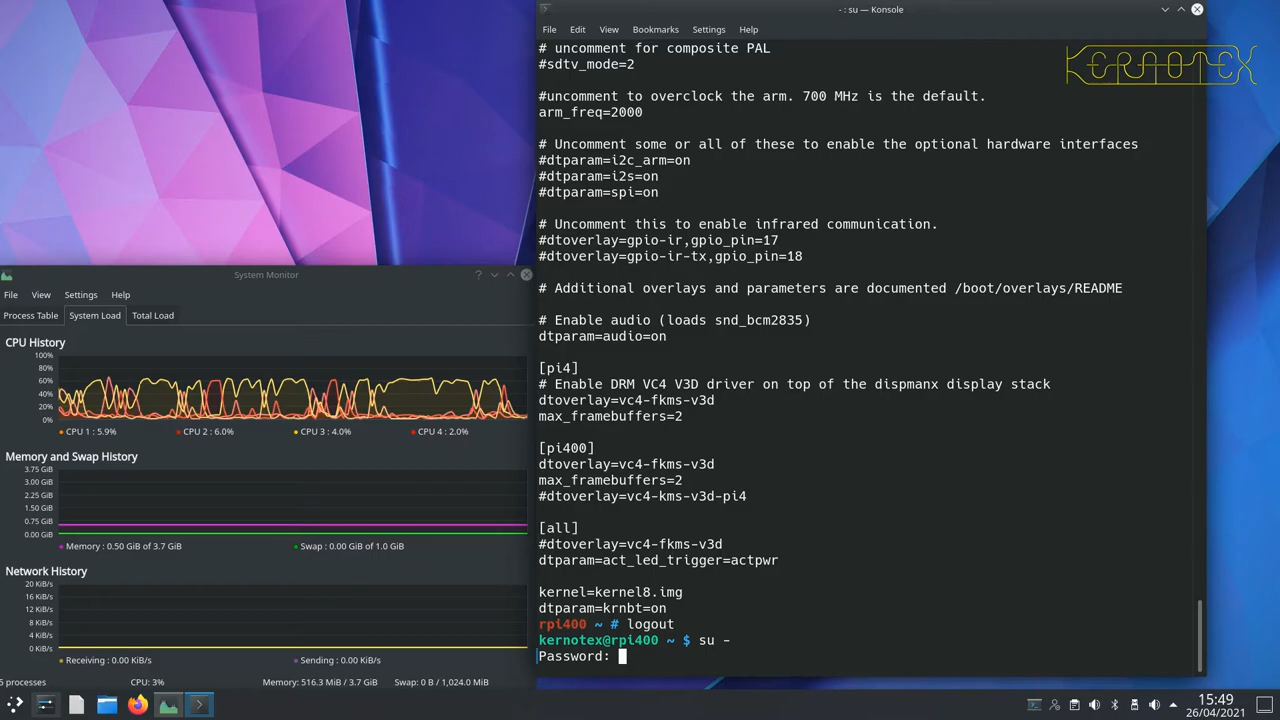 - : su — Konsole
File Edit View Bookmarks Settings Help
KERNOTEX
# uncomment for composite PAL
#sdtv_mode=2
#uncomment to overclock the arm. 700 MHz is the default.
arm_freq=2000
# Uncomment some or all of these to enable the optional hardware interfaces
#dtparam=i2c_arm=on
#dtparam=i2s=on
#dtparam=spi=on
# Uncomment this to enable infrared communication.
#dtoverlay=gpio-ir,gpio_pin=17
#dtoverlay=gpio-ir-tx,gpio_pin=18
# Additional overlays and parameters are documented /boot/overlays/README
# Enable audio (loads snd_bcm2835)
dtparam=audio=on
[pi4]
# Enable DRM VC4 V3D driver on top of the dispmanx display stack
dtoverlay=vc4-fkms-v3d
max_framebuffers=2
[pi400]
dtoverlay=vc4-fkms-v3d
max_framebuffers=2
#dtoverlay=vc4-kms-v3d-pi4
[all]
#dtoverlay=vc4-fkms-v3d
dtparam=act_led_trigger=actpwr
kernel=kernel8.img
dtparam=krnbt=on
rpi400 ~ # logout
kernotex@rpi400 ~ $ su -
Password:
System Monitor
File View Settings Help
Process Table System Load Total Load
CPU History
100%
80%
60%
40%
20%
0%
CPU 1 : 5.9% CPU 2 : 6.0% CPU 3 : 4.0% CPU 4 : 2.0%
Memory and Swap History
3.75 GiB
3.00 GiB
2.25 GiB
1.50 GiB
0.75 GiB
0.00 GiB
Memory : 0.50 GiB of 3.7 GiB Swap : 0.00 GiB of 1.0 GiB
Network History
20 KiB/s
16 KiB/s
12 KiB/s
8 KiB/s
4 KiB/s
0 KiB/s
Receiving : 0.00 KiB/s Sending : 0.00 KiB/s
5 processes CPU: 3% Memory: 516.3 MiB / 3.7 GiB Swap: 0 B / 1,024.0 MiB
15:49
26/04/2021